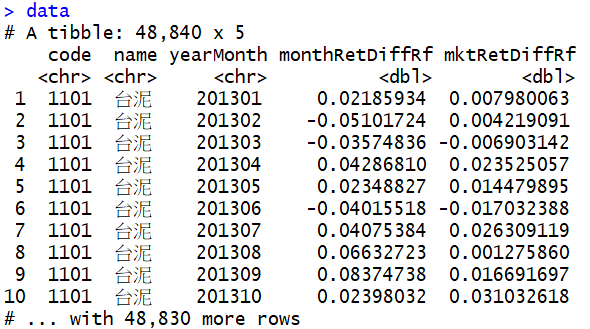 > data
# A tibble: 48,840 x 5
code name yearMonth monthRetDiffRf mktRetDiffRf
<chr> <chr> <chr> <dbl> <dbl>
1 1101 台泥 201301 0.02185934 0.007980063
2 1101 台泥 201302 -0.05101724 0.004219091
3 1101 台泥 201303 -0.03574836 -0.006903142
4 1101 台泥 201304 0.04286810 0.023525057
5 1101 台泥 201305 0.02348827 0.014479895
6 1101 台泥 201306 -0.04015518 -0.017032388
7 1101 台泥 201307 0.04075384 0.026309119
8 1101 台泥 201308 0.06632723 0.001275860
9 1101 台泥 201309 0.08374738 0.016691697
10 1101 台泥 201310 0.02398032 0.031032618
# ... with 48,830 more rows